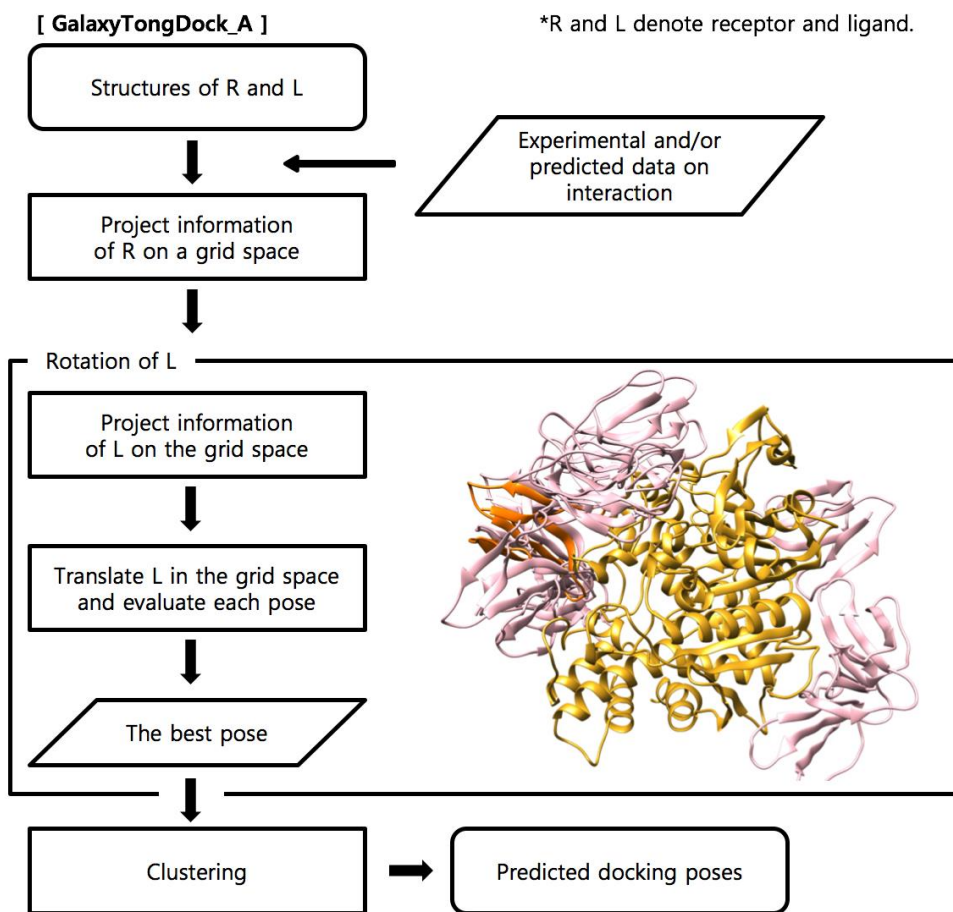 [ GalaxyTongDock_A ]
*R and L denote receptor and ligand.
Structures of R and L
Experimental and/or
predicted data on
interaction
Project information
of R on a grid space
Rotation of L
Project information
of L on the grid space
Translate L in the grid space
and evaluate each pose
The best pose
Clustering
Predicted docking poses